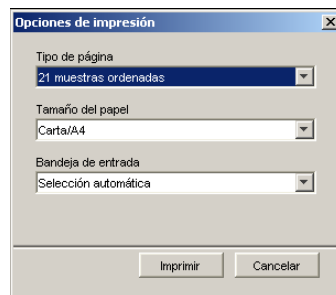 Opciones de impresión
Tipo de página
21 muestras ordenadas
Tamaño del papel
Carta/A4
Bandeja de entrada
Selección automática
Imprimir Cancelar